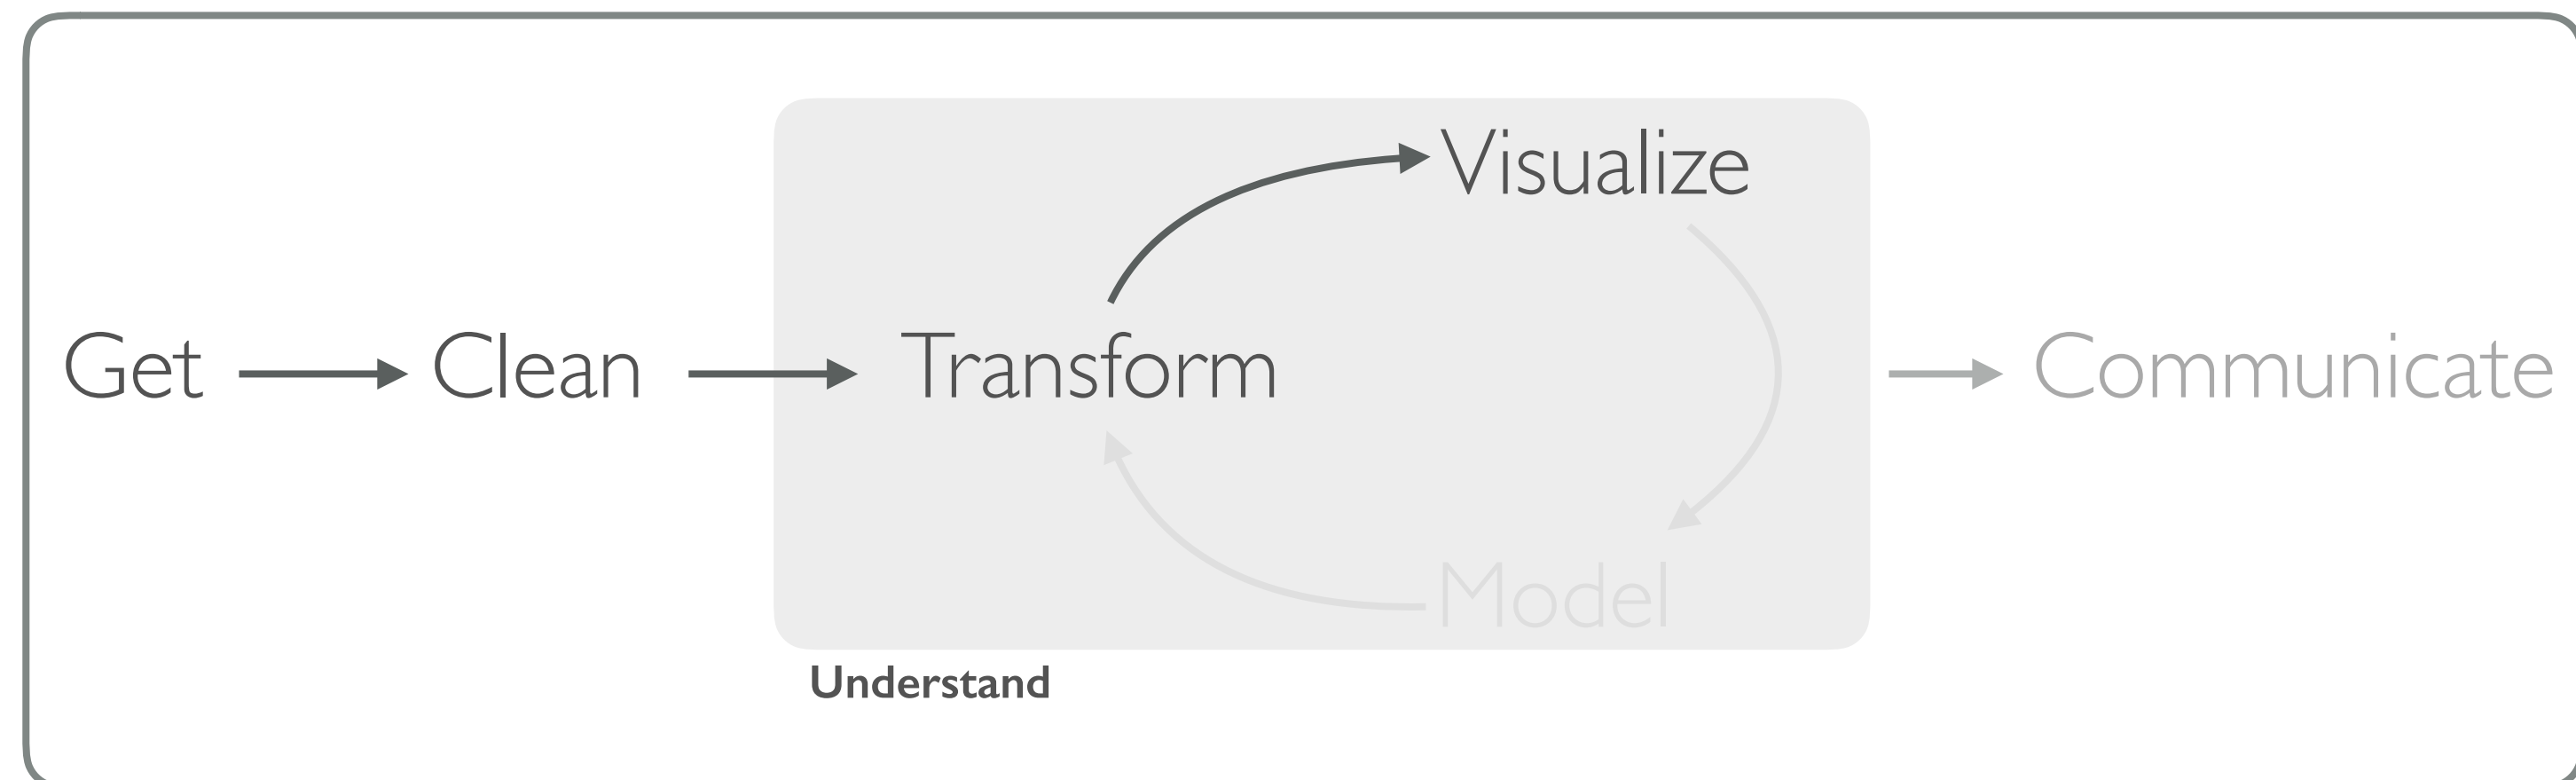 Visualize
Get Clean Transform Communicate
Model
Understand